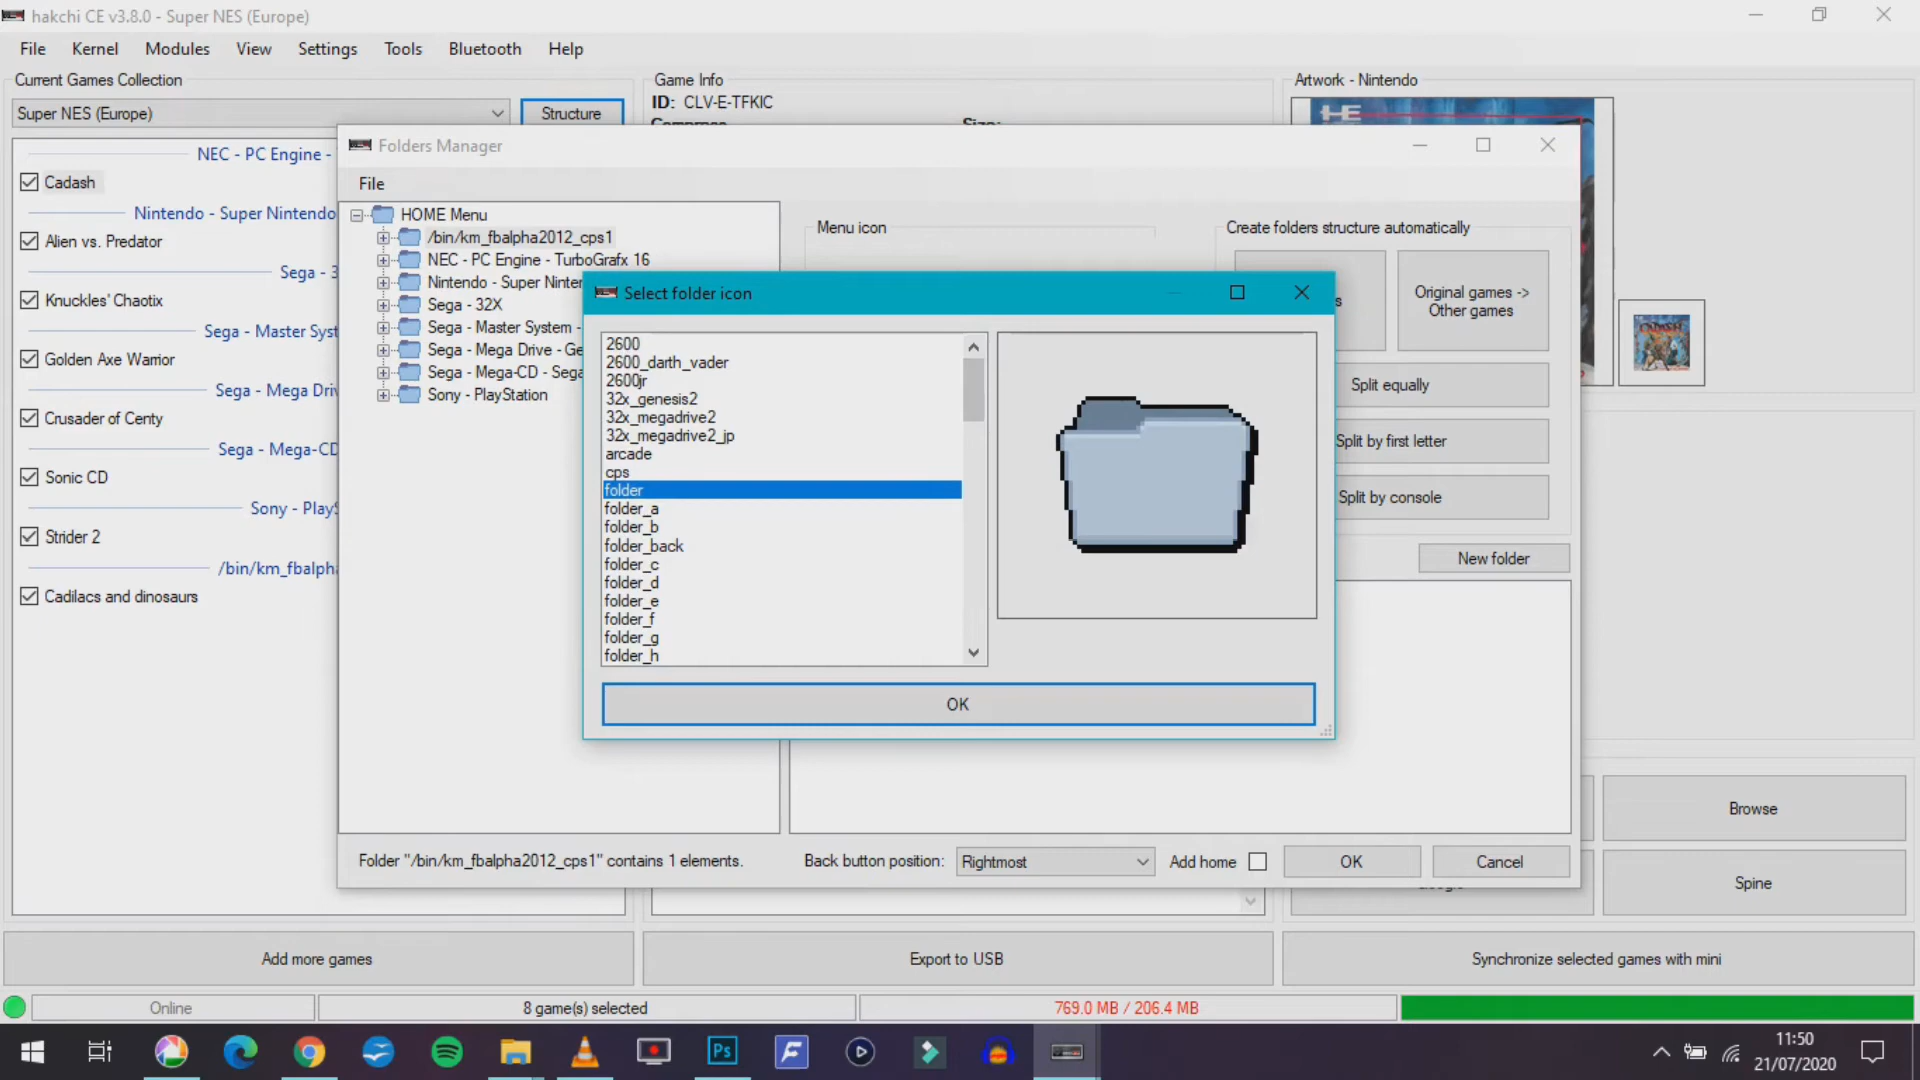 hakchi CE v3.8.0 - Super NES (Europe)
File Kernel Modules View Settings Tools Bluetooth Help
Current Games Collection
Super NES (Europe)
Structure
NEC - PC Engine -
Cadash
Nintendo - Super Nintendo
Alien vs. Predator
Sega - 3
Knuckles' Chaotix
Sega - Master Syst
Golden Axe Warrior
Sega - Mega Driv
Crusader of Centy
Sega - Mega-CD
Sonic CD
Sony - PlayS
Strider 2
/bin/km_fbalpha
Cadilacs and dinosaurs
Game Info
ID: CLV-E-TFKIC
Artwork - Nintendo
Folders Manager
File
HOME Menu
/bin/km_fbalpha2012_cps1
NEC - PC Engine - TurboGrafx 16
Nintendo - Super Ninter
Sega - 32X
Sega - Master System -
Sega - Mega Drive - Ge
Sega - Mega-CD - Sega
Sony - PlayStation
Menu icon
Create folders structure automatically
s
Original games ->
Other games
Split equally
Split by first letter
Split by console
New folder
Select folder icon
2600
2600_darth_vader
2600jr
32x_genesis2
32x_megadrive2
32x_megadrive2_jp
arcade
cps
folder
folder_a
folder_b
folder_back
folder_c
folder_d
folder_e
folder_f
folder_g
folder_h
OK
Folder "/bin/km_fbalpha2012_cps1" contains 1 elements.
Back button position: Rightmost
Add home
OK
Cancel
Browse
Spine
Add more games
Export to USB
Synchronize selected games with mini
Online
8 game(s) selected
769.0 MB / 206.4 MB
Ps
11:50
21/07/2020